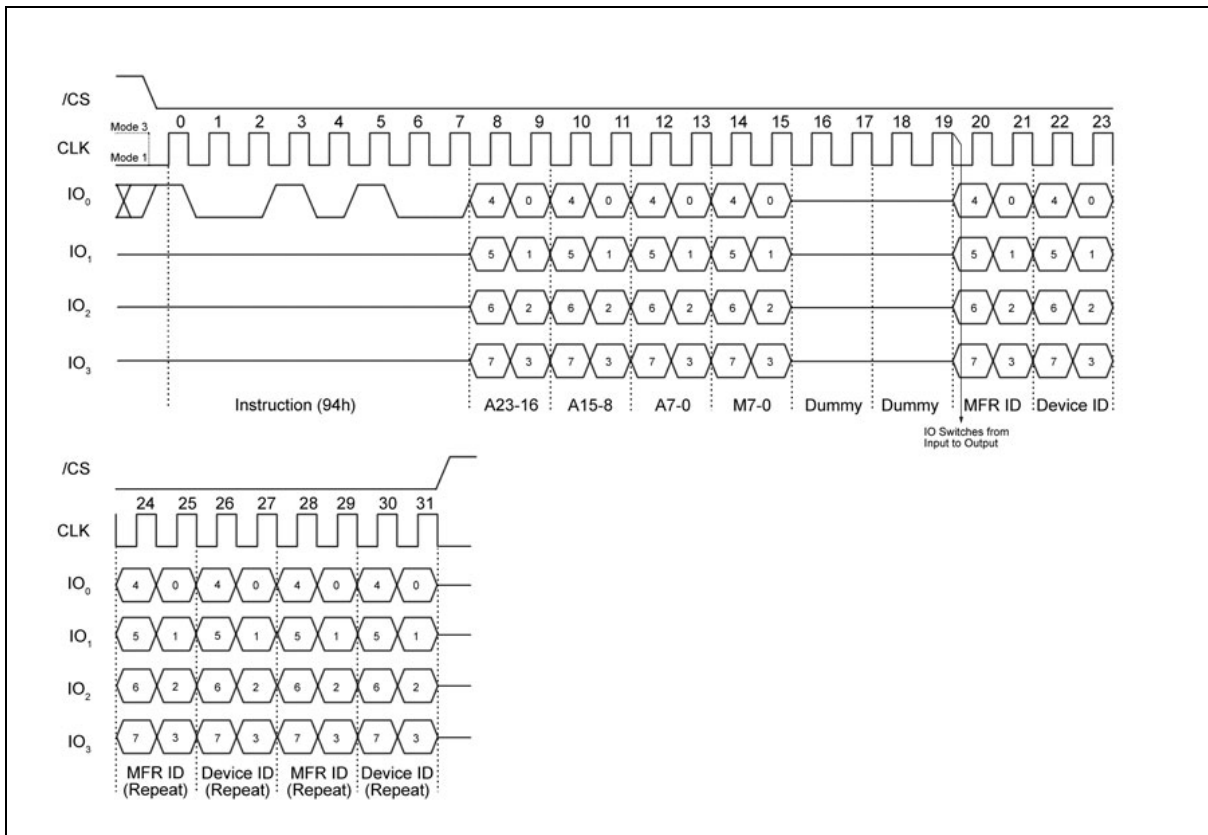 /CS
Mode 3
0 1 2 3 4 5 6 7 8 9 10 11 12 13 14 15 16 17 18 19 20 21 22 23
CLK
Mode 1
IO0 4 0 4 0 4 0 4 0 4 0 4 0
IO1 5 1 5 1 5 1 5 1 5 1 5 1
IO2 6 2 6 2 6 2 6 2 6 2 6 2
IO3 7 3 7 3 7 3 7 3 7 3 7 3
Instruction (94h) A23-16 A15-8 A7-0 M7-0 Dummy Dummy MFR ID Device ID
IO Switches from
Input to Output
/CS
24 25 26 27 28 29 30 31
CLK
IO0 4 0 4 0 4 0 4 0
IO1 5 1 5 1 5 1 5 1
IO2 6 2 6 2 6 2 6 2
IO3 7 3 7 3 7 3 7 3
MFR ID Device ID MFR ID Device ID
(Repeat) (Repeat) (Repeat) (Repeat)